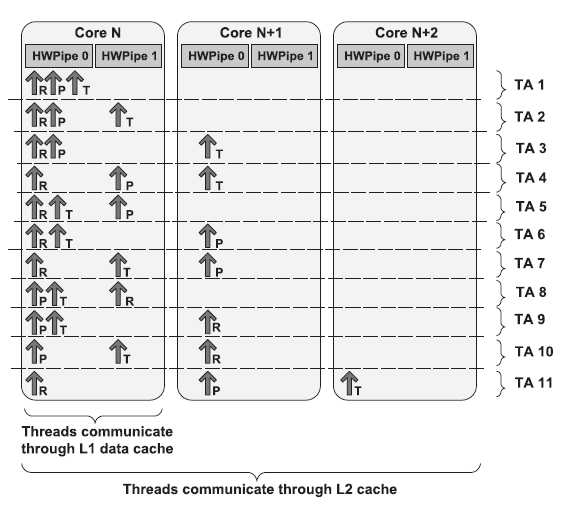 Core N Core N+1 Core N+2
HWPipe 0 HWPipe 1 HWPipe 0 HWPipe 1 HWPipe 0 HWPipe 1
R P T TA 1
R P T TA 2
R P T TA 3
R P T TA 4
R T P TA 5
R T P TA 6
R T P TA 7
P T R TA 8
P T R TA 9
P T R TA 10
R P T TA 11
Threads communicate
through L1 data cache
Threads communicate through L2 cache